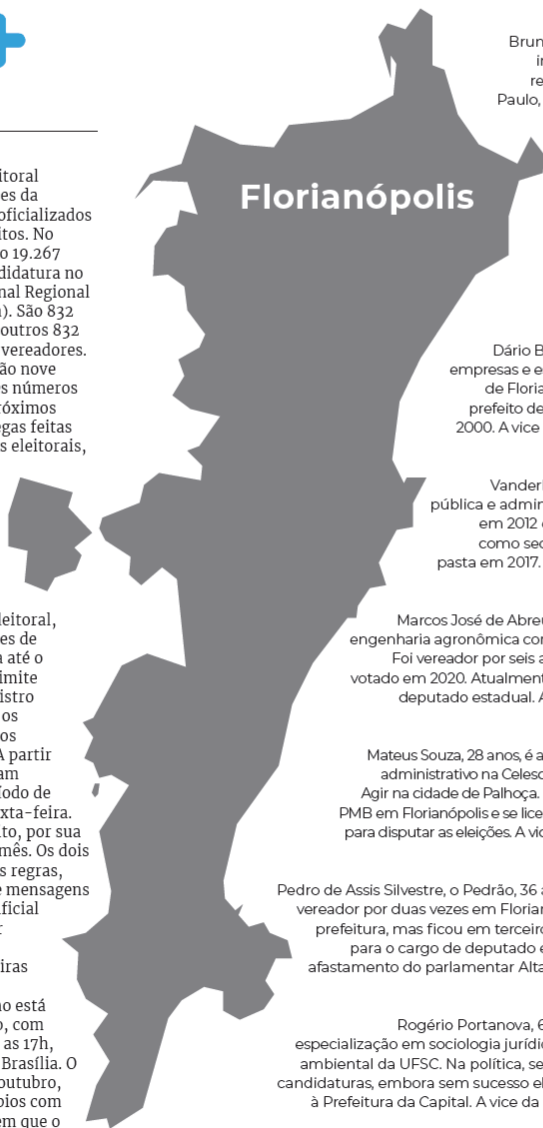 itoral
es da
oficializados
itos. No
o 19.267
didatura no
nal Regional
). São 832
outros 832
vereadores.
ão nove
s números
róximos
egas feitas
s eleitorais,
leitoral,
es de
a até o
imite
istro
os
os
A partir
am
íodo de
xta-feira.
ito, por sua
mês. Os dois
s regras,
e mensagens
ificial
r
iras
no está
o, com
as 17h,
Brasília. O
outubro,
pios com
em que o
Florianópolis
Brun
in
re
Paulo,
Dário B
empresas e es
de Floria
prefeito de
2000. A vice
Vanderl
pública e admin
em 2012
como sec
pasta em 2017.
Marcos José de Abreu
engenharia agronômica con
Foi vereador por seis a
votado em 2020. Atualment
deputado estadual. A
Mateus Souza, 28 anos, é a
administrativo na Celesc
Agir na cidade de Palhoça.
PMB em Florianópolis e se lice
para disputar as eleições. A vic
Pedro de Assis Silvestre, o Pedrão, 36 a
vereador por duas vezes em Florian
prefeitura, mas ficou em terceiro
para o cargo de deputado e
afastamento do parlamentar Alta
Rogério Portanova, 6
especialização em sociologia jurídic
ambiental da UFSC. Na política, se
candidaturas, embora sem sucesso el
à Prefeitura da Capital. A vice da